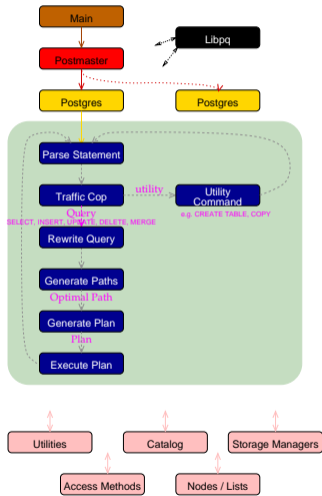 Main
Libpq
Postmaster
Postgres
Postgres
Parse Statement
Traffic Cop
utility
Utility
Command
Query
SELECT, INSERT, UPDATE, DELETE, MERGE
e.g. CREATE TABLE, COPY
Rewrite Query
Generate Paths
Optimal Path
Generate Plan
Plan
Execute Plan
Utilities
Catalog
Storage Managers
Access Methods
Nodes / Lists